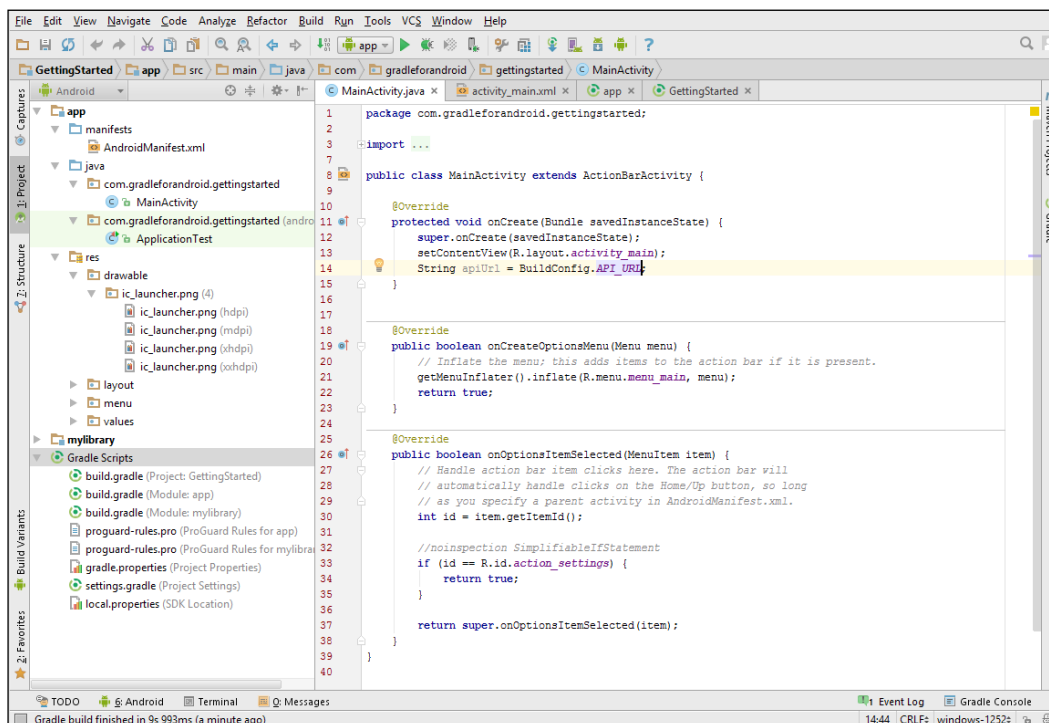 File Edit View Navigate Code Analyze Refactor Build Run Tools VCS Window Help
app
GettingStarted app src main java com gradleforandroid gettingstarted MainActivity
Android
MainActivity.java × activity_main.xml × app × GettingStarted ×
Captures
1: Project
Z: Structure
Build Variants
2: Favorites
app
manifests
AndroidManifest.xml
java
com.gradleforandroid.gettingstarted
MainActivity
com.gradleforandroid.gettingstarted (andro
ApplicationTest
res
drawable
ic_launcher.png (4)
ic_launcher.png (hdpi)
ic_launcher.png (mdpi)
ic_launcher.png (xhdpi)
ic_launcher.png (xxhdpi)
layout
menu
values
mylibrary
Gradle Scripts
build.gradle (Project: GettingStarted)
build.gradle (Module: app)
build.gradle (Module: mylibrary)
proguard-rules.pro (ProGuard Rules for app)
proguard-rules.pro (ProGuard Rules for mylibra
gradle.properties (Project Properties)
settings.gradle (Project Settings)
local.properties (SDK Location)
1 package com.gradleforandroid.gettingstarted;
2
3 import ...
7
8 public class MainActivity extends ActionBarActivity {
9
10 @Override
11 protected void onCreate(Bundle savedInstanceState) {
12 super.onCreate(savedInstanceState);
13 setContentView(R.layout.activity_main);
14 String apiUrl = BuildConfig.API_URL;
15 }
16
17
18 @Override
19 public boolean onCreateOptionsMenu(Menu menu) {
20 // Inflate the menu; this adds items to the action bar if it is present.
21 getMenuInflater().inflate(R.menu.menu_main, menu);
22 return true;
23 }
24
25 @Override
26 public boolean onOptionsItemSelected(MenuItem item) {
27 // Handle action bar item clicks here. The action bar will
28 // automatically handle clicks on the Home/Up button, so long
29 // as you specify a parent activity in AndroidManifest.xml.
30 int id = item.getItemId();
31
32 //noinspection SimplifiableIfStatement
33 if (id == R.id.action_settings) {
34 return true;
35 }
36
37 return super.onOptionsItemSelected(item);
38 }
39 }
40
TODO 6: Android Terminal 0: Messages 1 Event Log Gradle Console
Gradle build finished in 9s 993ms (a minute ago) 14:44 CRLF windows-1252